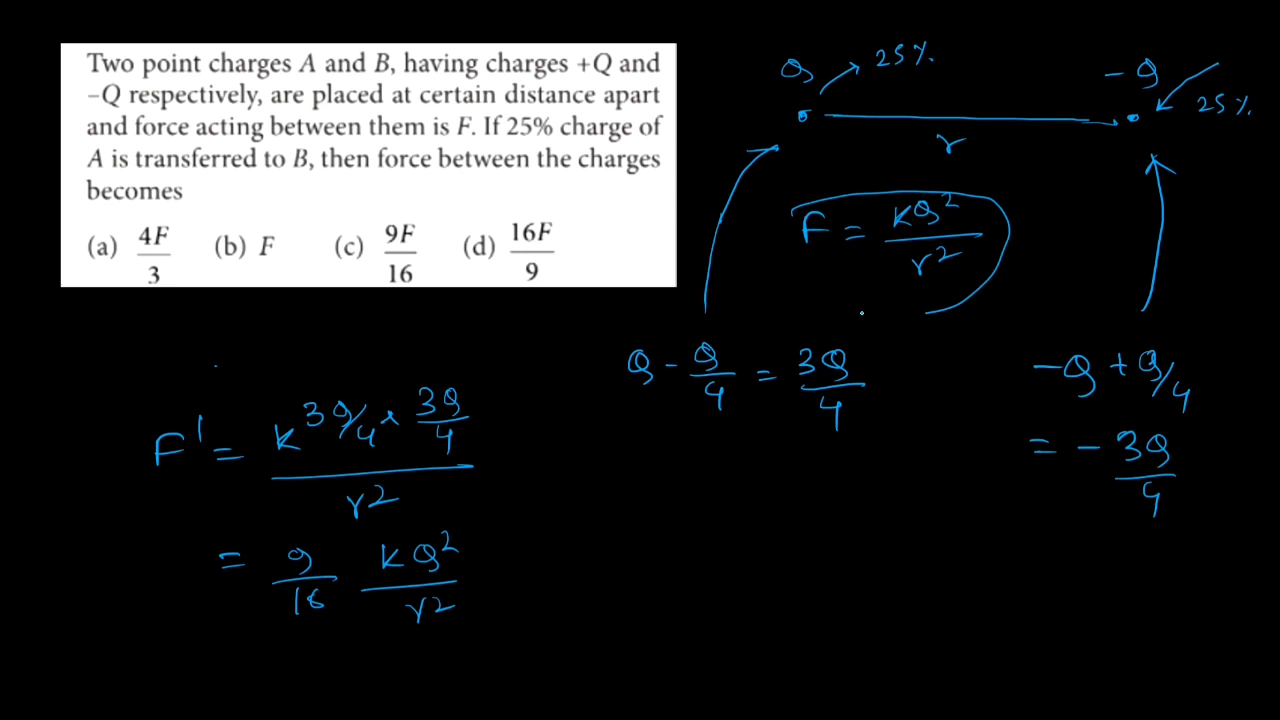 Two point charges A and B, having charges +Q and
–Q respectively, are placed at certain distance apart
and force acting between them is F. If 25% charge of
A is transferred to B, then force between the charges
becomes
(a) 4F/3 (b) F (c) 9F/16 (d) 16F/9
Q 25% -Q
25%
r
F = kQ²/r²
Q - Q/4 = 3Q/4
-Q + Q/4
= - 3Q/4
F' = k 3Q/4 × 3Q/4 / r²
= 9/16 kQ²/r²